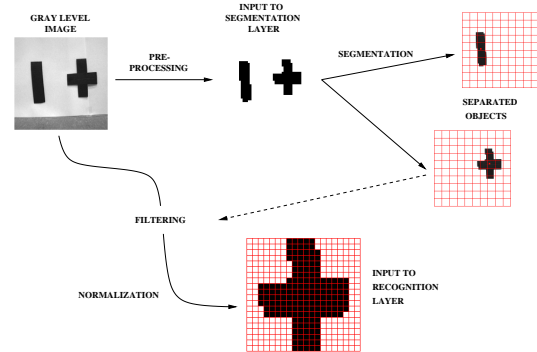 GRAY LEVEL
IMAGE
INPUT TO
SEGMENTATION
LAYER
PRE-
PROCESSING
SEGMENTATION
SEPARATED
OBJECTS
FILTERING
NORMALIZATION
INPUT TO
RECOGNITION
LAYER